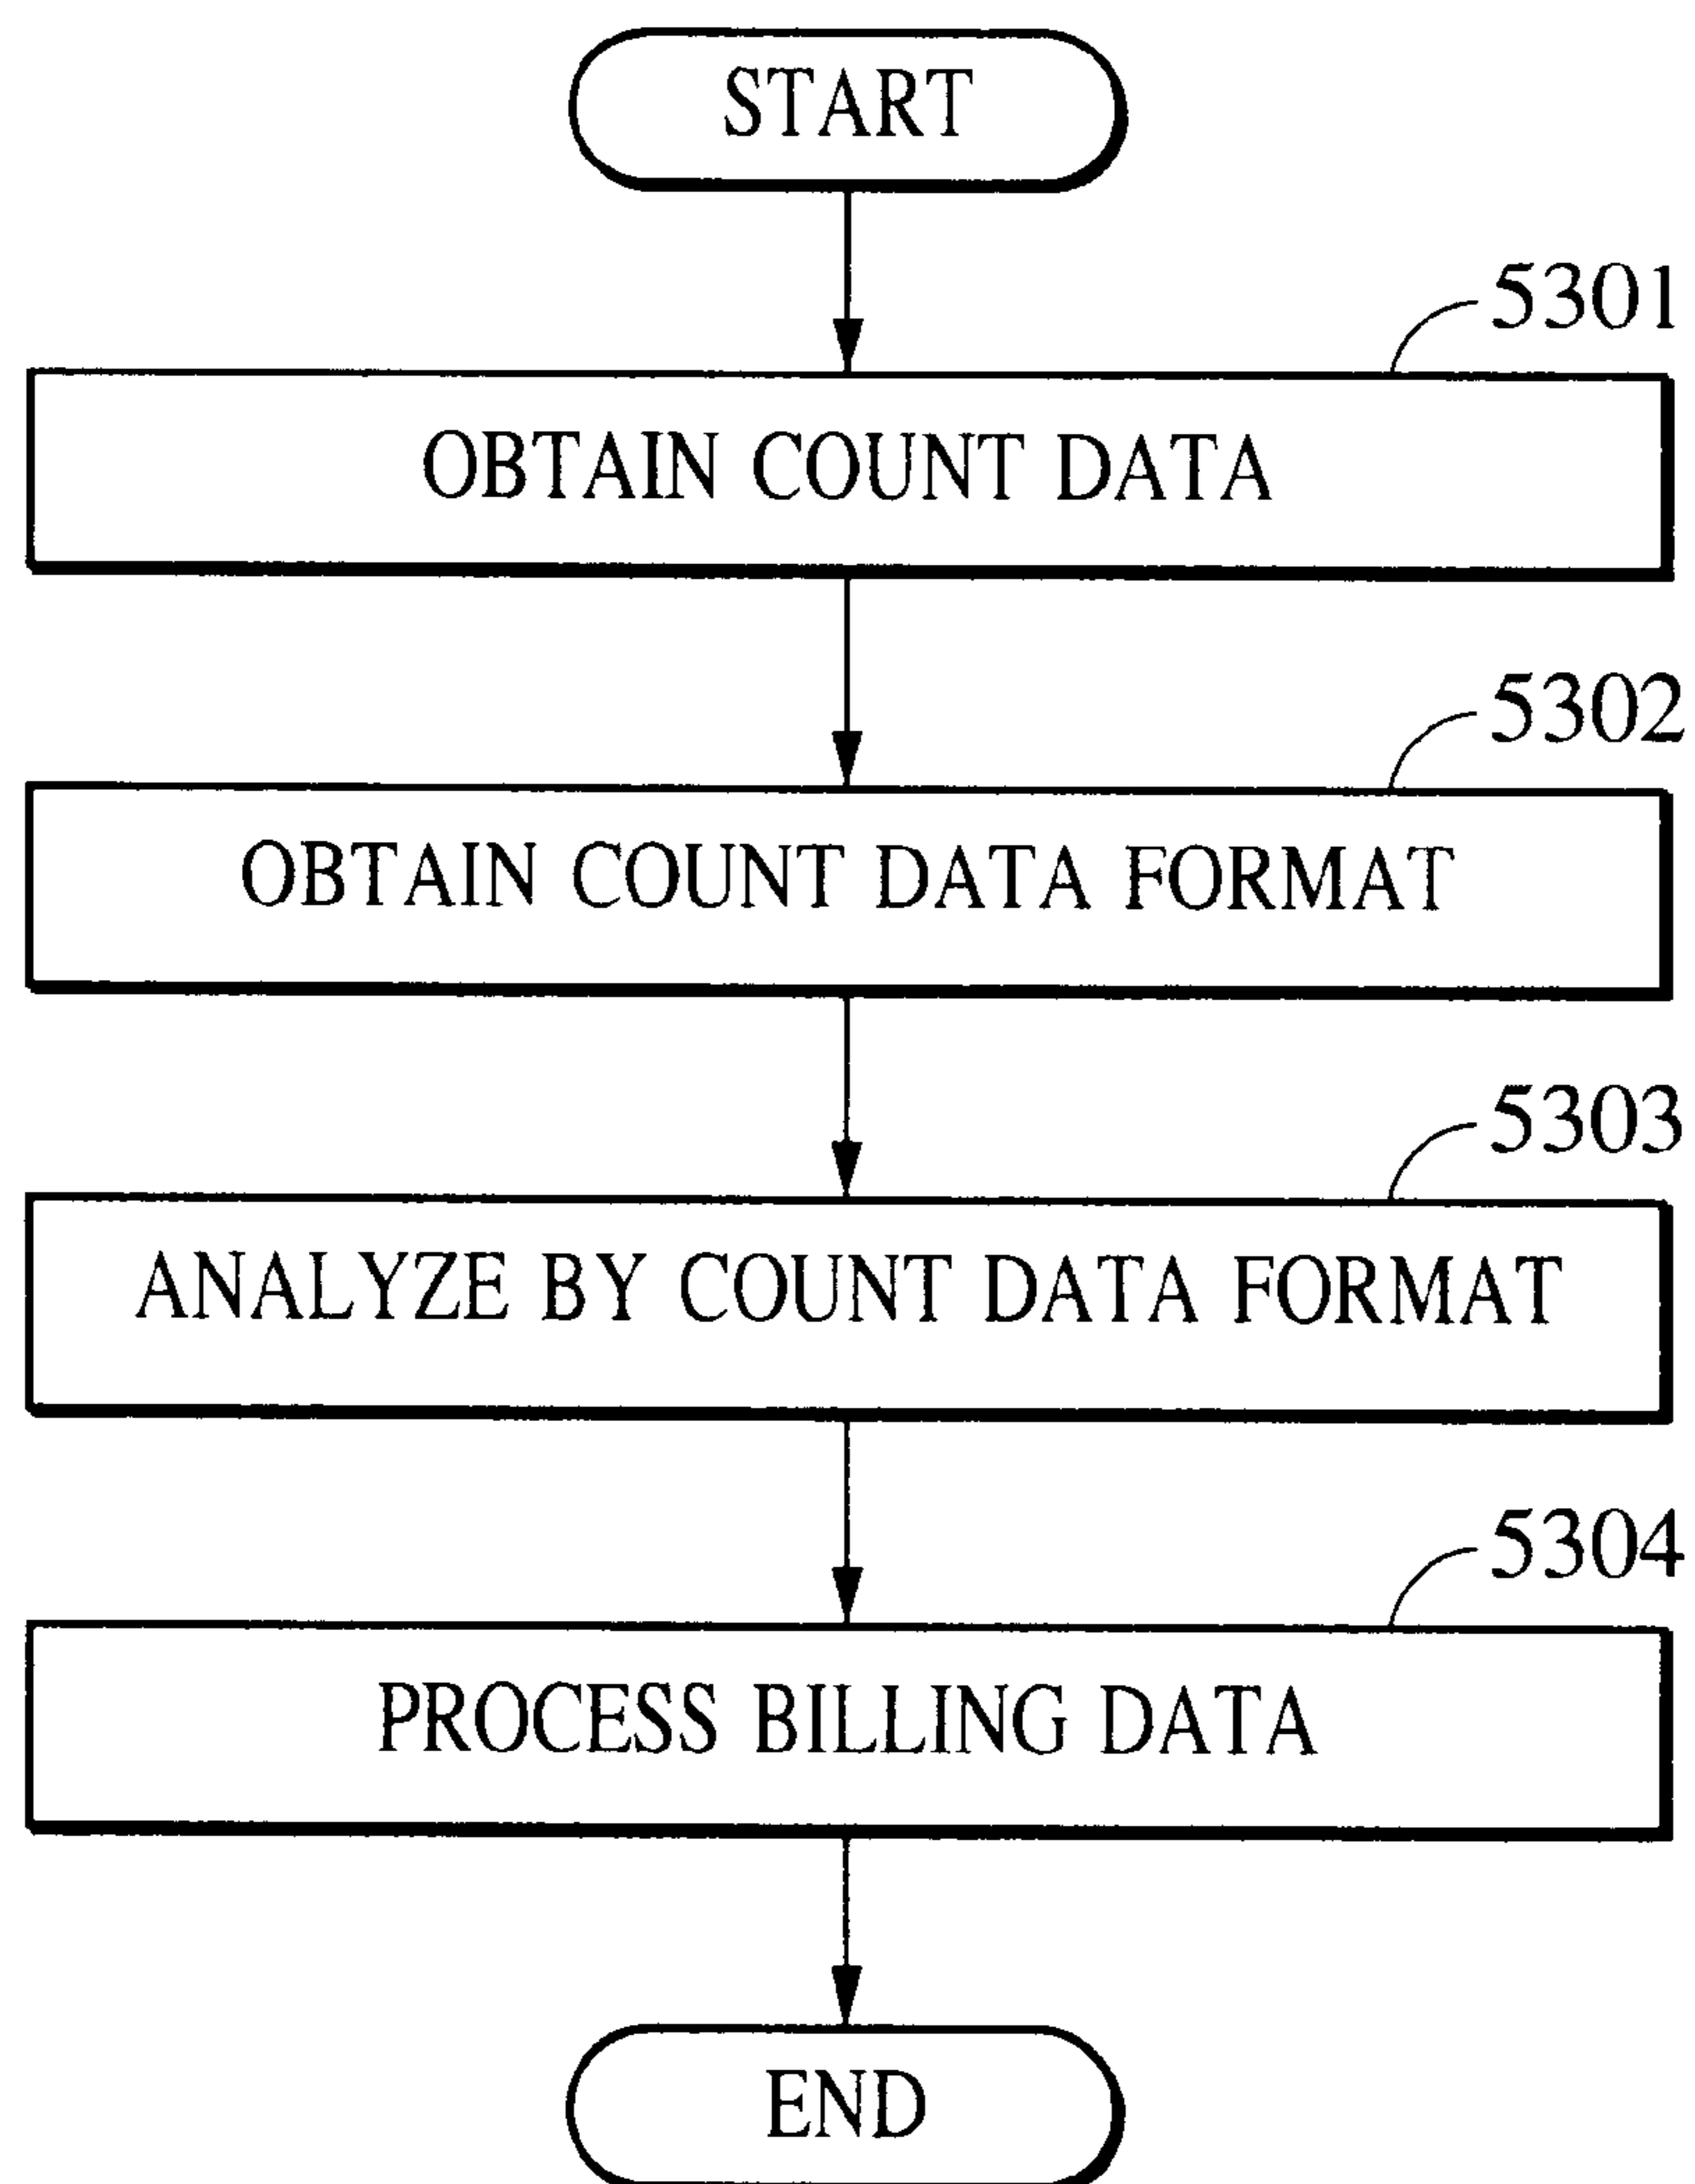 START
5301
OBTAIN COUNT DATA
5302
OBTAIN COUNT DATA FORMAT
5303
ANALYZE BY COUNT DATA FORMAT
5304
PROCESS BILLING DATA
END